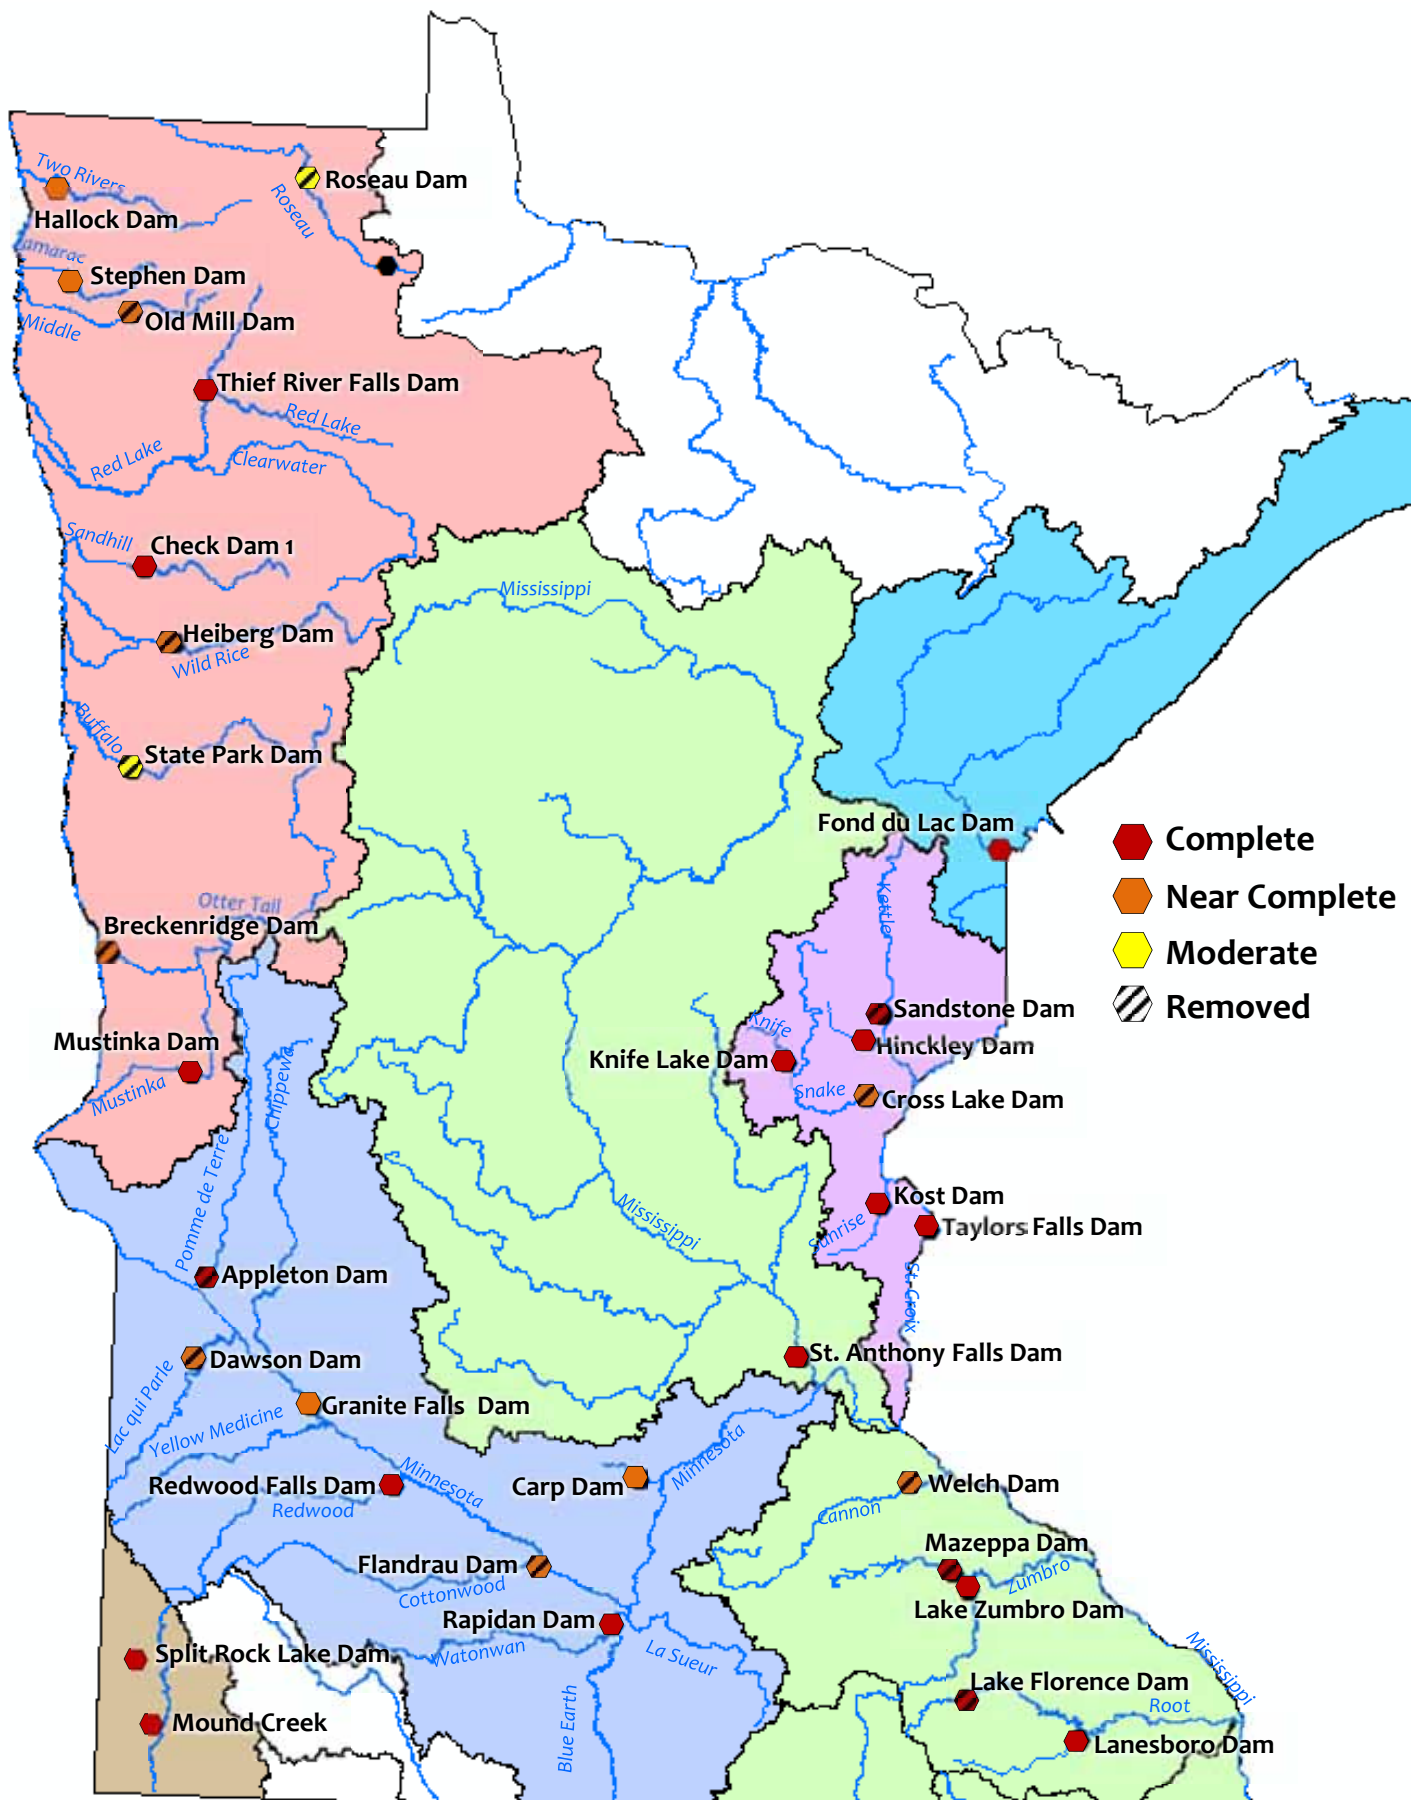 Two Rivers
Roseau Dam
Hallock Dam
Roseau
Stephen Dam
Old Mill Dam
Middle
Thief River Falls Dam
Red Lake
Red Lake
Clearwater
Sandhill
Check Dam 1
Mississippi
Heiberg Dam
Wild Rice
Buffalo
State Park Dam
Fond du Lac Dam
Complete
Kettle
Near Complete
Otter Tail
Breckenridge Dam
Moderate
Removed
Sandstone Dam
Knife
Hinckley Dam
Mustinka Dam
Knife Lake Dam
Mustinka
Chippewa
Snake
Cross Lake Dam
Pomme de Terre
Kost Dam
Mississippi
Sunrise
Taylors Falls Dam
Appleton Dam
St. Croix
Dawson Dam
St. Anthony Falls Dam
Lac qui Parle
Granite Falls Dam
Yellow Medicine
Minnesota
Minnesota
Redwood Falls Dam
Carp Dam
Welch Dam
Redwood
Cannon
Flandrau Dam
Mazeppa Dam
Cottonwood
Zumbro
Lake Zumbro Dam
Rapidan Dam
Split Rock Lake Dam
Watonwan
La Sueur
Mississippi
Lake Florence Dam
Root
Mound Creek
Blue Earth
Lanesboro Dam